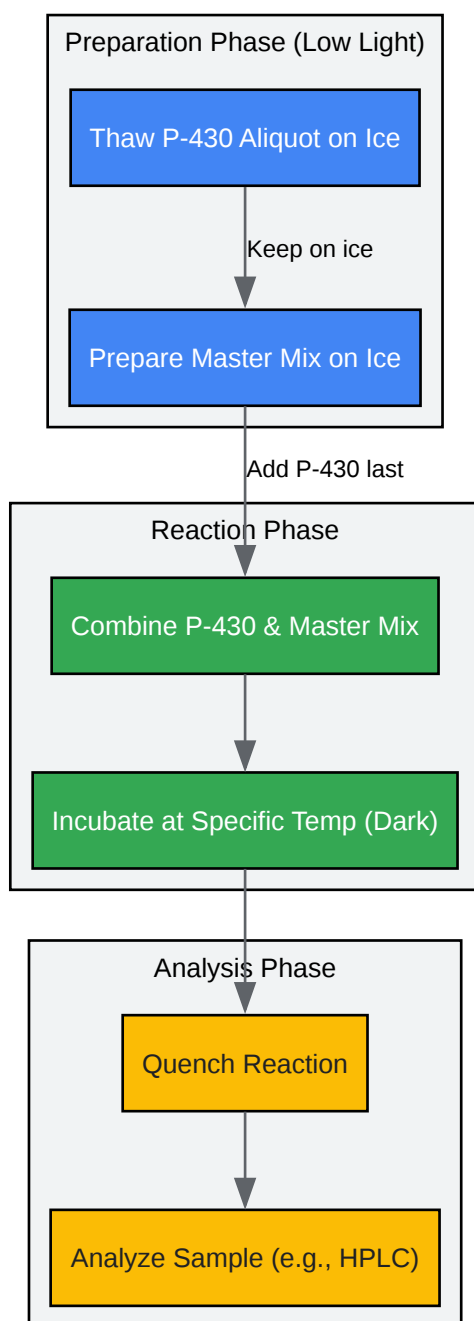 Preparation Phase (Low Light)
Thaw P-430 Aliquot on Ice
Keep on ice
Prepare Master Mix on Ice
Add P-430 last
Reaction Phase
Combine P-430 & Master Mix
Incubate at Specific Temp (Dark)
Analysis Phase
Quench Reaction
Analyze Sample (e.g., HPLC)